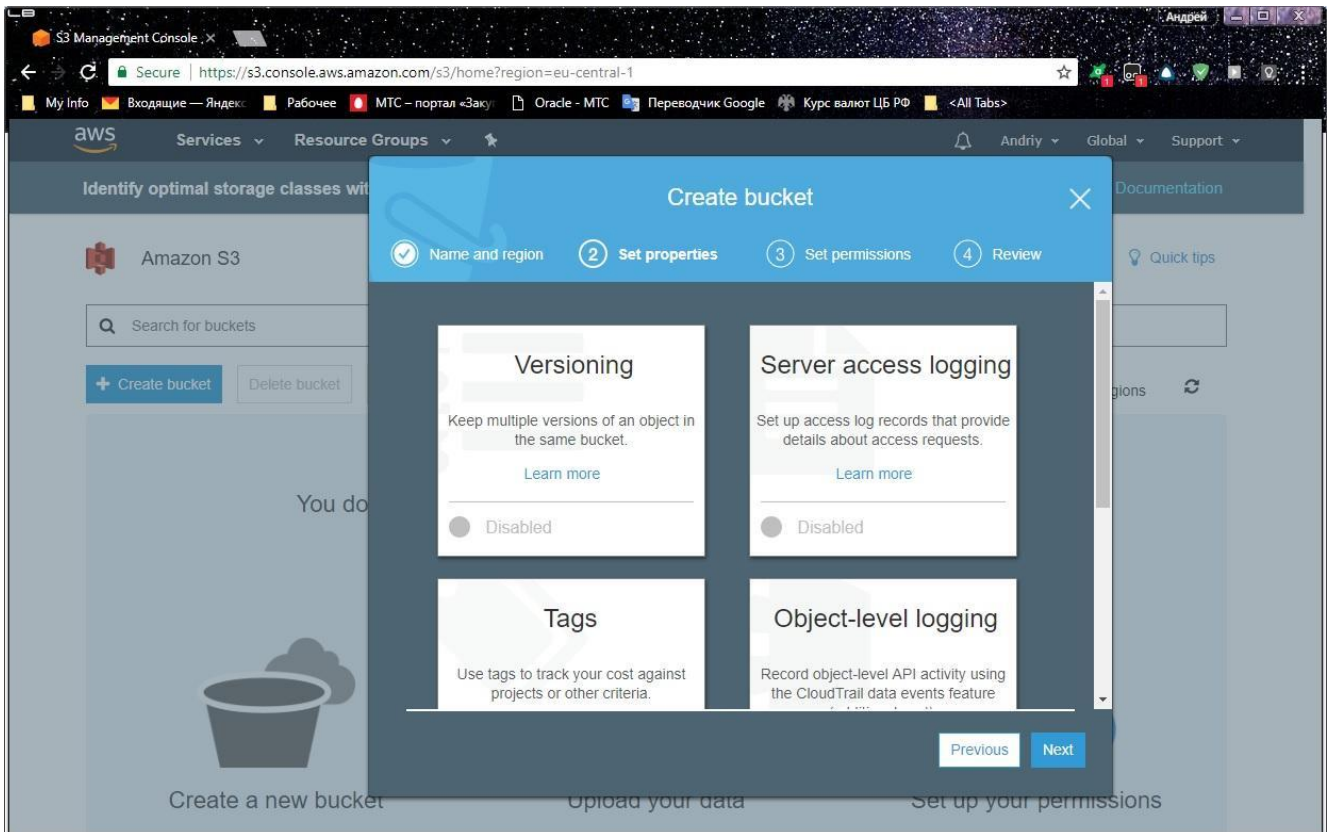 Андрей
S3 Management Console
Secure | https://s3.console.aws.amazon.com/s3/home?region=eu-central-1
My Info Входящие — Яндекс Рабочее МТС – портал «Заку Oracle - МТС Переводчик Google Курс валют ЦБ РФ <All Tabs>
aws Services Resource Groups Andriy Global Support
Identify optimal storage classes wit Documentation
Create bucket
Name and region 2 Set properties 3 Set permissions 4 Review
Amazon S3 Quick tips
Search for buckets
Create bucket Delete bucket gions
Versioning
Keep multiple versions of an object in
the same bucket.
Learn more
Disabled
Server access logging
Set up access log records that provide
details about access requests.
Learn more
Disabled
You do
Tags
Use tags to track your cost against
projects or other criteria.
Object-level logging
Record object-level API activity using
the CloudTrail data events feature
Previous Next
Create a new bucket Upload your data Set up your permissions